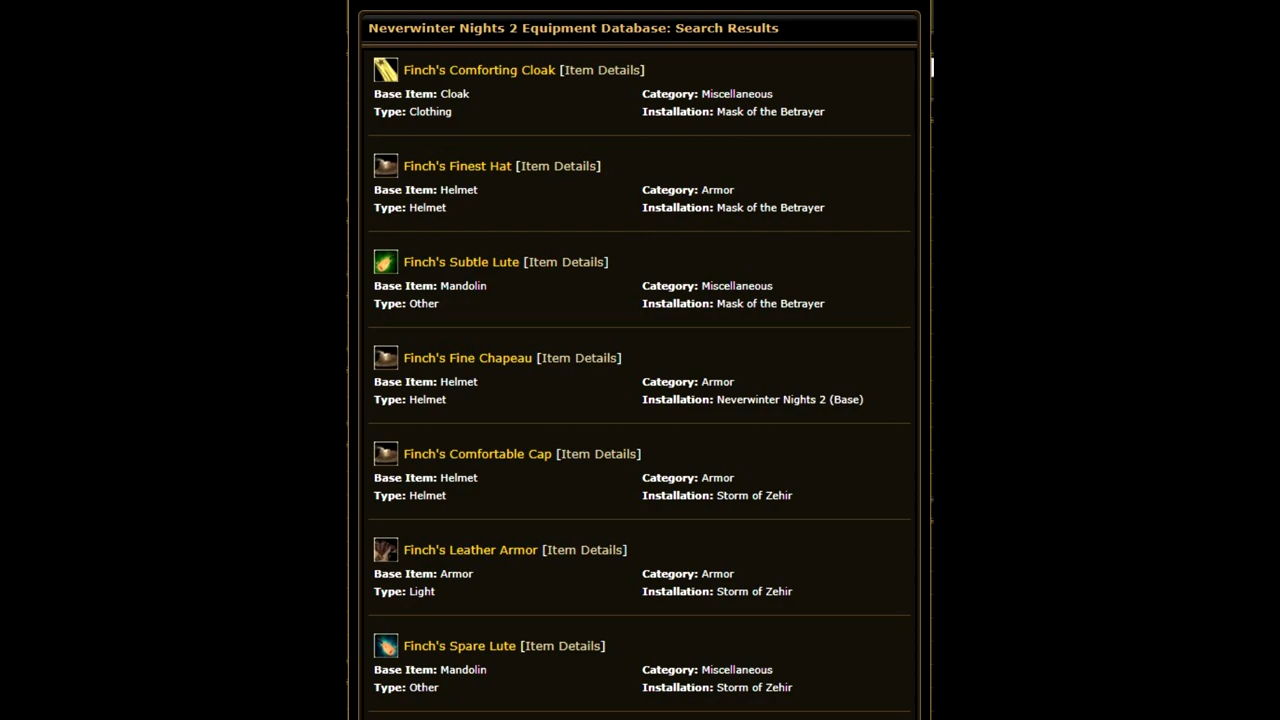 Neverwinter Nights 2 Equipment Database: Search Results
Finch's Comforting Cloak [Item Details]
Base Item: Cloak Category: Miscellaneous
Type: Clothing Installation: Mask of the Betrayer
Finch's Finest Hat [Item Details]
Base Item: Helmet Category: Armor
Type: Helmet Installation: Mask of the Betrayer
Finch's Subtle Lute [Item Details]
Base Item: Mandolin Category: Miscellaneous
Type: Other Installation: Mask of the Betrayer
Finch's Fine Chapeau [Item Details]
Base Item: Helmet Category: Armor
Type: Helmet Installation: Neverwinter Nights 2 (Base)
Finch's Comfortable Cap [Item Details]
Base Item: Helmet Category: Armor
Type: Helmet Installation: Storm of Zehir
Finch's Leather Armor [Item Details]
Base Item: Armor Category: Armor
Type: Light Installation: Storm of Zehir
Finch's Spare Lute [Item Details]
Base Item: Mandolin Category: Miscellaneous
Type: Other Installation: Storm of Zehir